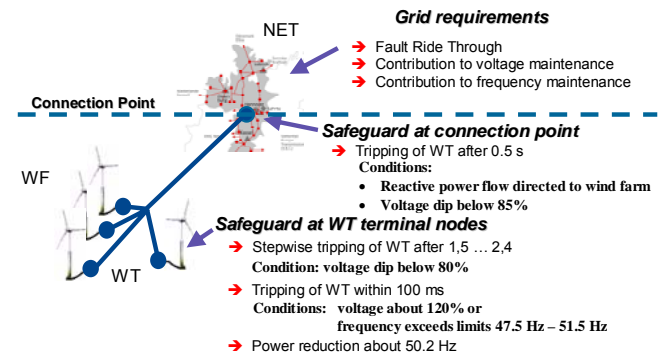 Grid requirements
NET
➔ Fault Ride Through
➔ Contribution to voltage maintenance
➔ Contribution to frequency maintenance
Connection Point
Safeguard at connection point
➔ Tripping of WT after 0.5 s
Conditions:
• Reactive power flow directed to wind farm
• Voltage dip below 85%
WF
Safeguard at WT terminal nodes
➔ Stepwise tripping of WT after 1,5 … 2,4
Condition: voltage dip below 80%
WT
➔ Tripping of WT within 100 ms
Conditions: voltage about 120% or
frequency exceeds limits 47.5 Hz – 51.5 Hz
➔ Power reduction about 50.2 Hz